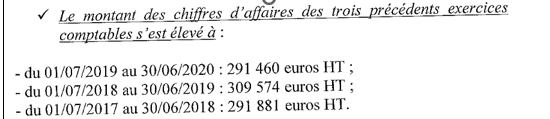 ✓ Le montant des chiffres d'affaires des trois précédents exercices
comptables s'est élevé à :
- du 01/07/2019 au 30/06/2020 : 291 460 euros HT ;
- du 01/07/2018 au 30/06/2019 : 309 574 euros HT ;
- du 01/07/2017 au 30/06/2018 : 291 881 euros HT.